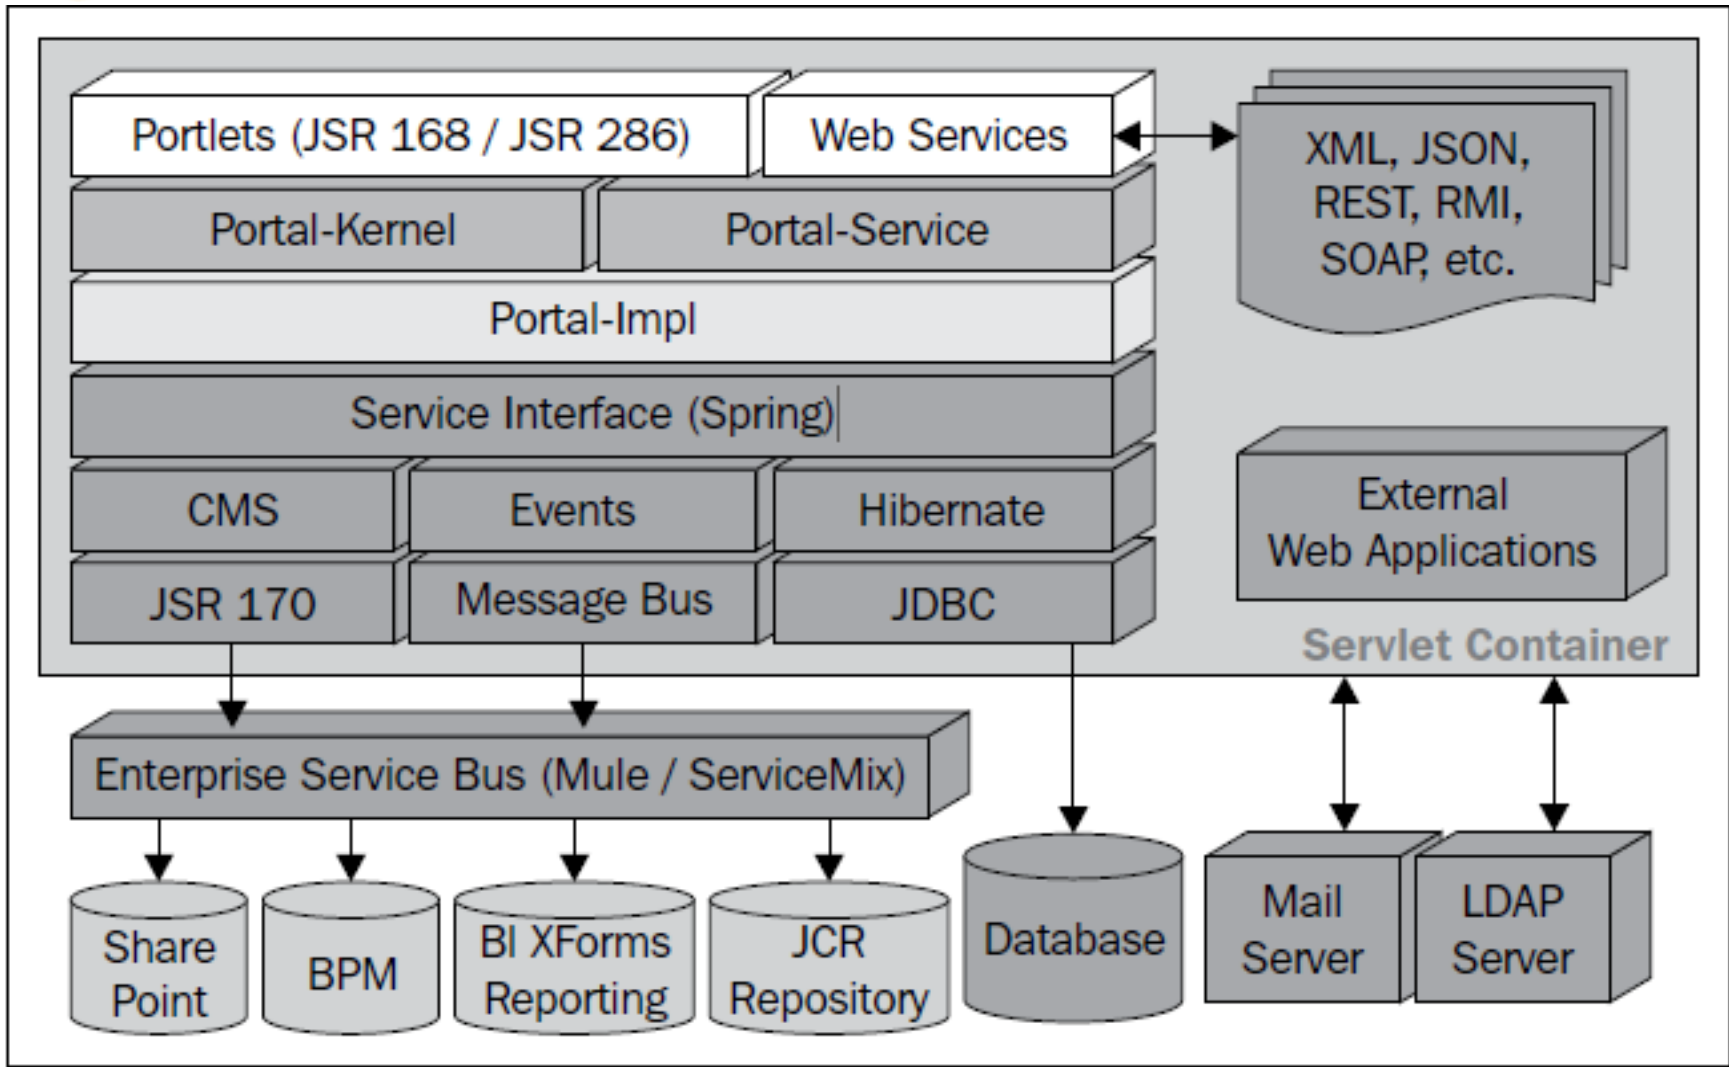 Portlets (JSR 168 / JSR 286)
Web Services
XML, JSON,
REST, RMI,
SOAP, etc.
Portal-Kernel
Portal-Service
Portal-Impl
Service Interface (Spring)
CMS
Events
Hibernate
External
Web Applications
JSR 170
Message Bus
JDBC
Servlet Container
Enterprise Service Bus (Mule / ServiceMix)
Share
Point
BPM
BI XForms
Reporting
JCR
Repository
Database
Mail
Server
LDAP
Server